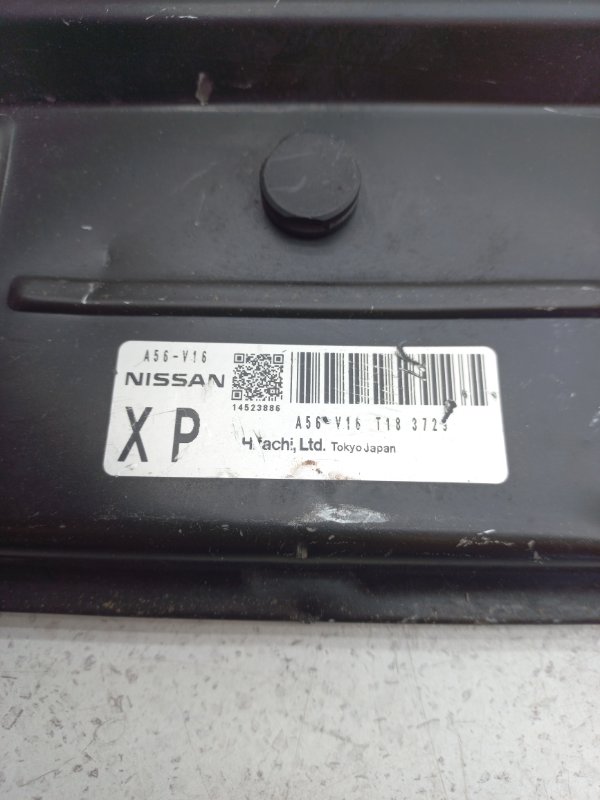 A56-V16
NISSAN
14523886
XP
A56-V16 T18 3723
Hitachi, Ltd. Tokyo Japan